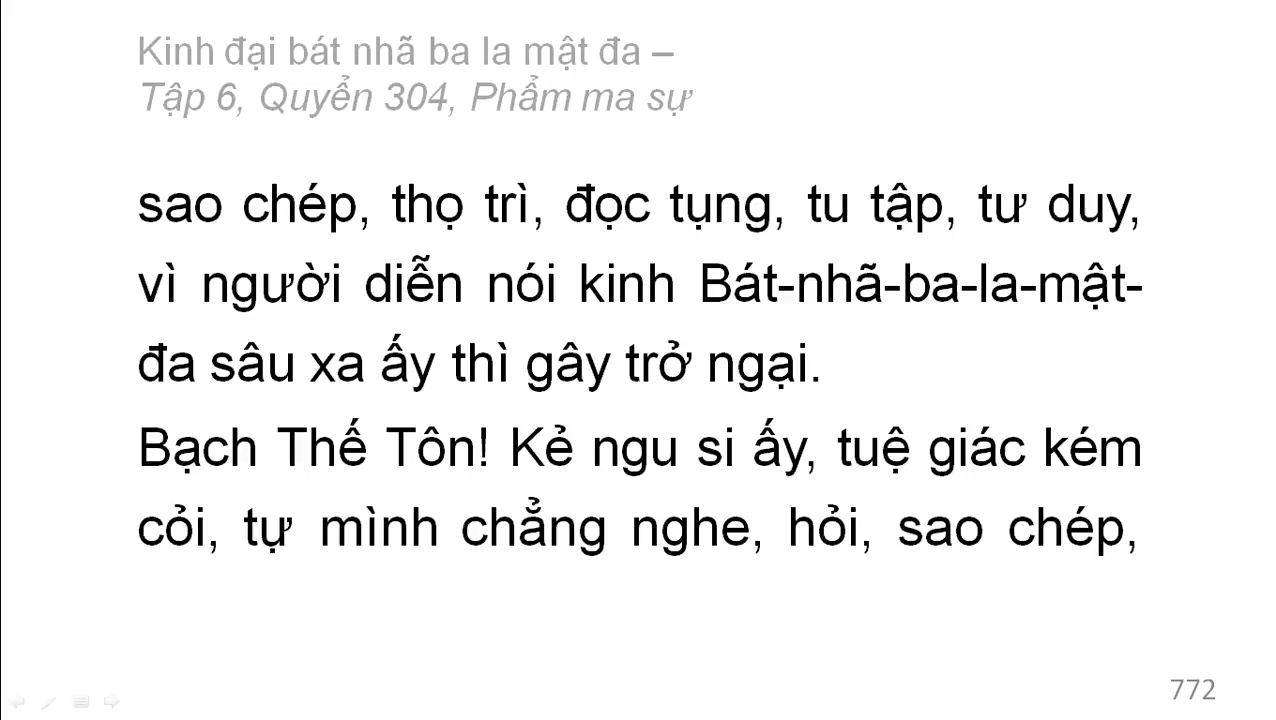 Kinh đại bát nhã ba la mật đa –
Tập 6, Quyển 304, Phẩm ma sự
sao chép, thọ trì, đọc tụng, tu tập, tư duy,
vì người diễn nói kinh Bát-nhã-ba-la-mật-
đa sâu xa ấy thì gây trở ngại.
Bạch Thế Tôn! Kẻ ngu si ấy, tuệ giác kém
cỏi, tự mình chẳng nghe, hỏi, sao chép,
772